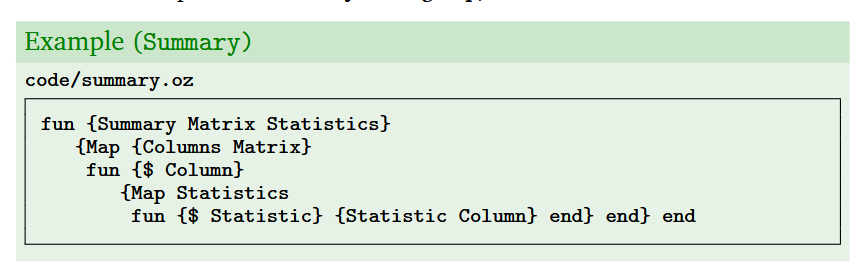 Example (Summary)
code/summary.oz
fun {Summary Matrix Statistics}
{Map {Columns Matrix}
fun {$ Column}
{Map Statistics
fun {$ Statistic} {Statistic Column} end} end} end